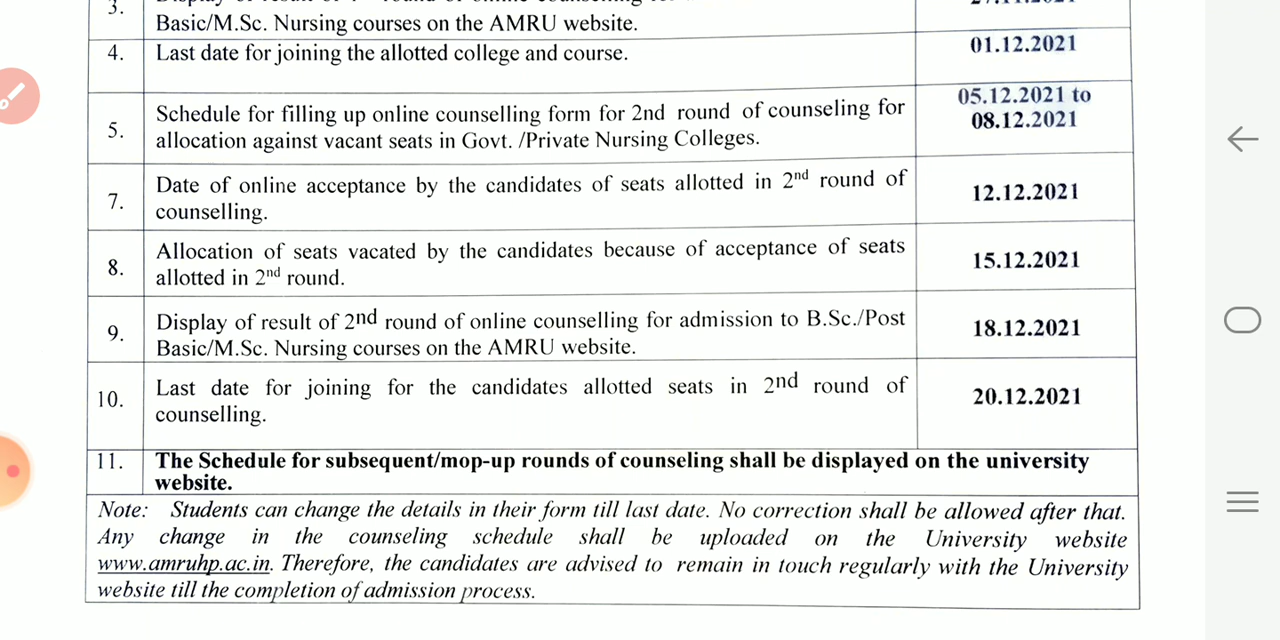 3.
Basic/M.Sc. Nursing courses on the AMRU website.
4. Last date for joining the allotted college and course. 01.12.2021
5. Schedule for filling up online counselling form for 2nd round of counseling for
allocation against vacant seats in Govt. /Private Nursing Colleges.
05.12.2021 to
08.12.2021
7. Date of online acceptance by the candidates of seats allotted in 2nd round of
counselling.
12.12.2021
8. Allocation of seats vacated by the candidates because of acceptance of seats
allotted in 2nd round.
15.12.2021
9. Display of result of 2nd round of online counselling for admission to B.Sc./Post
Basic/M.Sc. Nursing courses on the AMRU website.
18.12.2021
10. Last date for joining for the candidates allotted seats in 2nd round of
counselling.
20.12.2021
11. The Schedule for subsequent/mop-up rounds of counseling shall be displayed on the university
website.
Note: Students can change the details in their form till last date. No correction shall be allowed after that.
Any change in the counseling schedule shall be uploaded on the University website
www.amruhp.ac.in. Therefore, the candidates are advised to remain in touch regularly with the University
website till the completion of admission process.